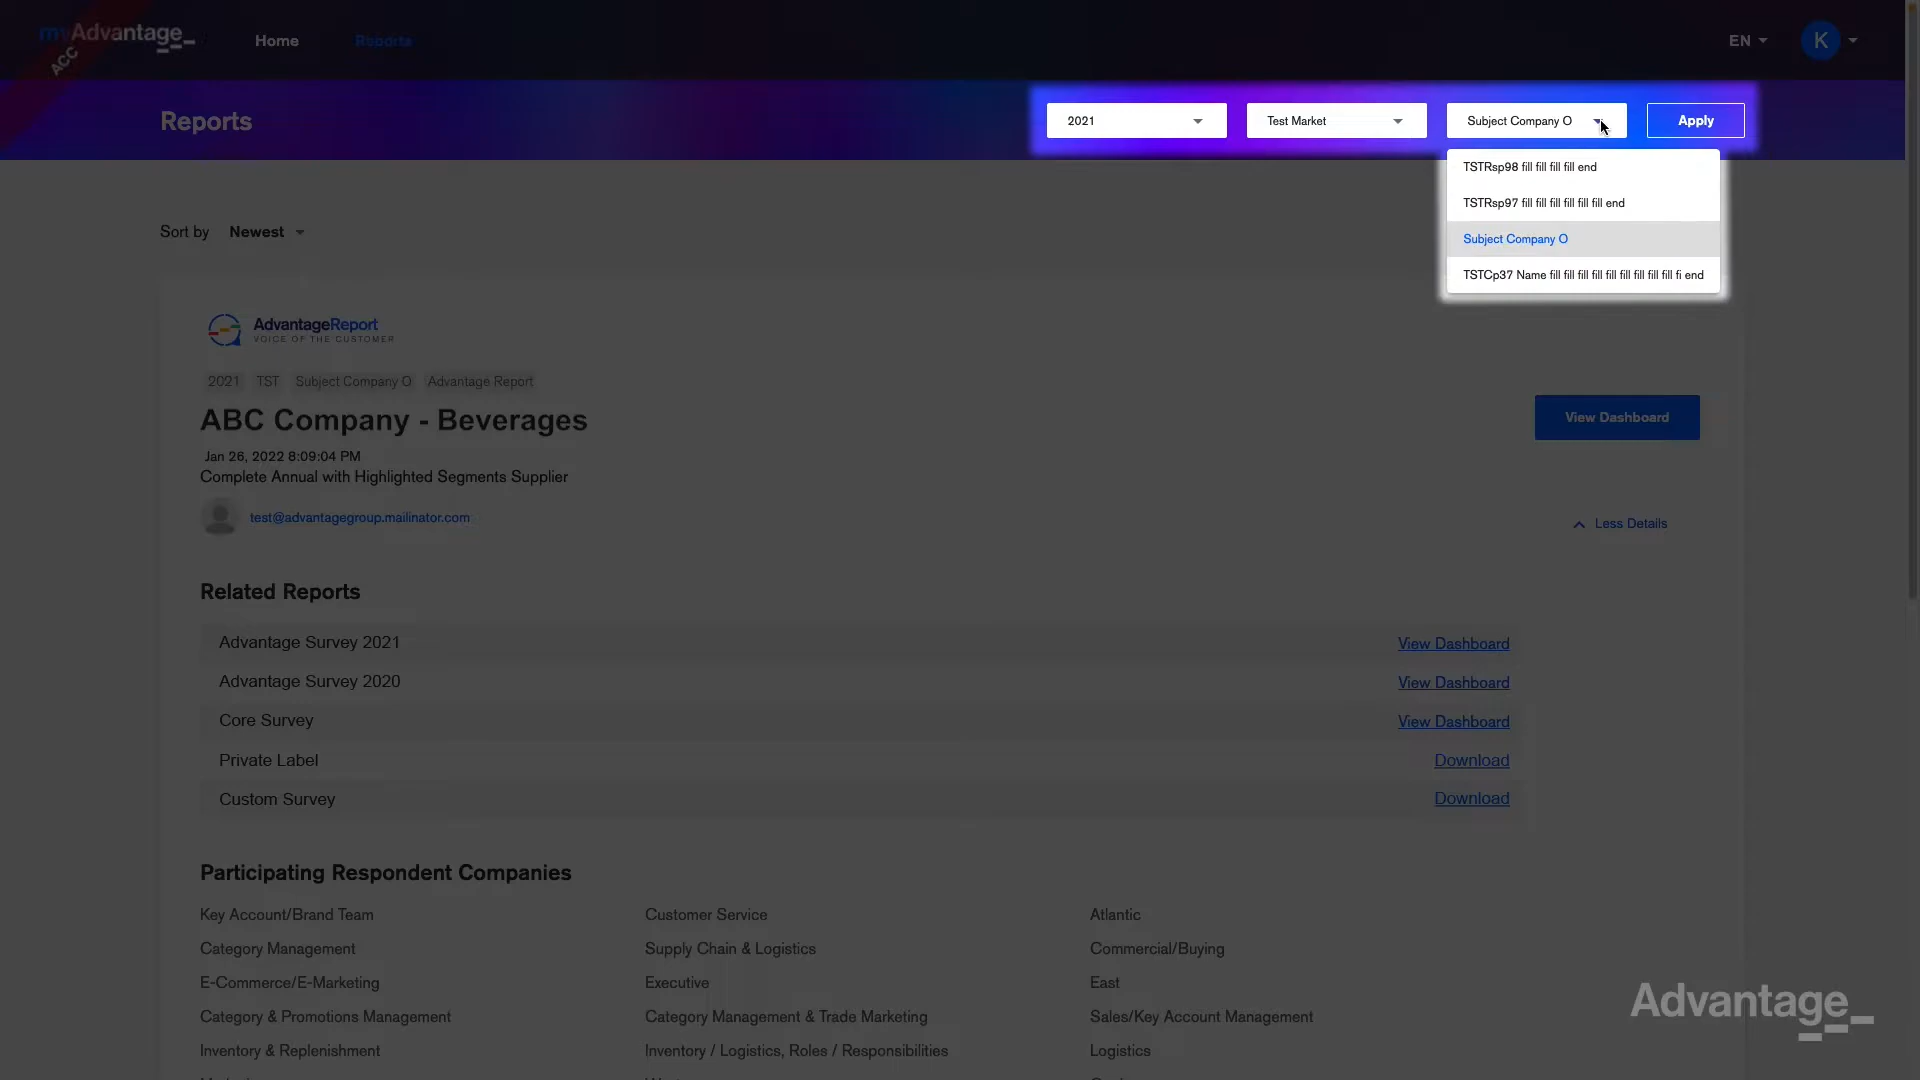 myAdvantage
ACC
Home
Reports
EN
K
Reports
2021
Test Market
Subject Company O
Apply
TSTRsp98 fill fill fill fill end
TSTRsp97 fill fill fill fill fill fill end
Subject Company O
TSTCp37 Name fill fill fill fill fill fill fill fill fill fi end
Sort by Newest
AdvantageReport
VOICE OF THE CUSTOMER
2021 TST Subject Company O Advantage Report
ABC Company - Beverages
View Dashboard
Jan 26, 2022 8:09:04 PM
Complete Annual with Highlighted Segments Supplier
test@advantagegroup.mailinator.com
Less Details
Related Reports
Advantage Survey 2021 View Dashboard
Advantage Survey 2020 View Dashboard
Core Survey View Dashboard
Private Label Download
Custom Survey Download
Participating Respondent Companies
Key Account/Brand Team Customer Service Atlantic
Category Management Supply Chain & Logistics Commercial/Buying
E-Commerce/E-Marketing Executive East
Category & Promotions Management Category Management & Trade Marketing Sales/Key Account Management
Inventory & Replenishment Inventory / Logistics, Roles / Responsibilities Logistics
Advantage